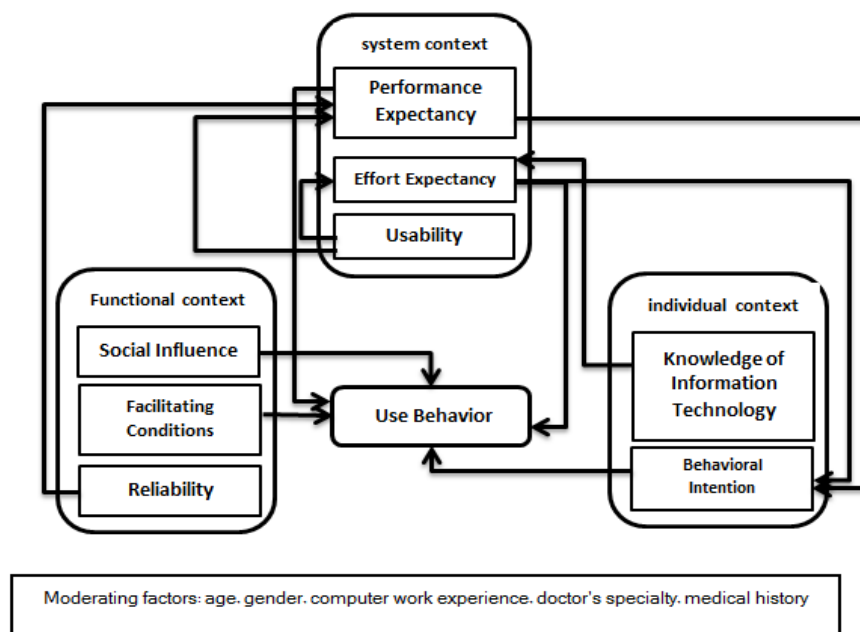 system context
Performance
Expectancy
Effort Expectancy
Usability
Functional context
Social Influence
Facilitating
Conditions
Reliability
Use Behavior
individual context
Knowledge of
Information
Technology
Behavioral
Intention
Moderating factors: age. gender. computer work experience. doctor's specialty. medical history